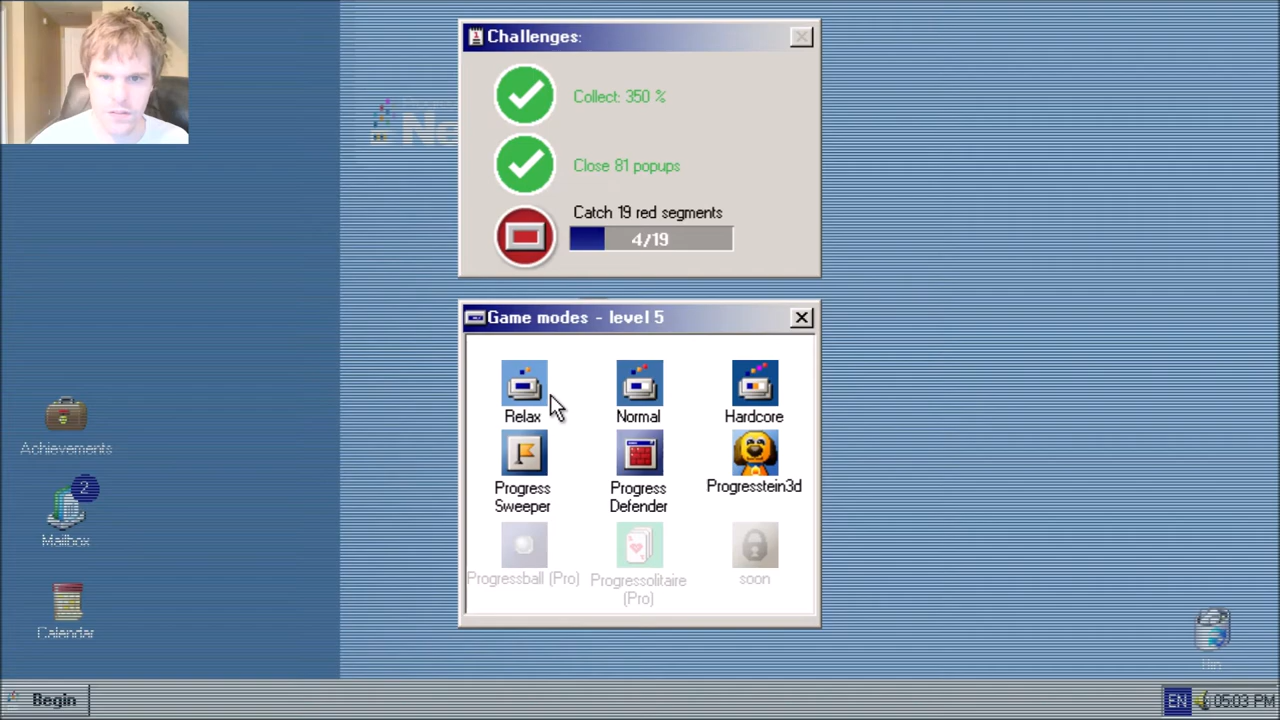 Challenges:
Collect: 350 %
Close 81 popups
Catch 19 red segments
4/19
Game modes - level 5
Relax
Normal
Hardcore
Progress
Sweeper
Progress
Defender
Progresstein3d
Progressball (Pro)
Progressolitaire
(Pro)
soon
Achievements
2
Mailbox
Calendar
Bin
Begin
EN
05:03 PM